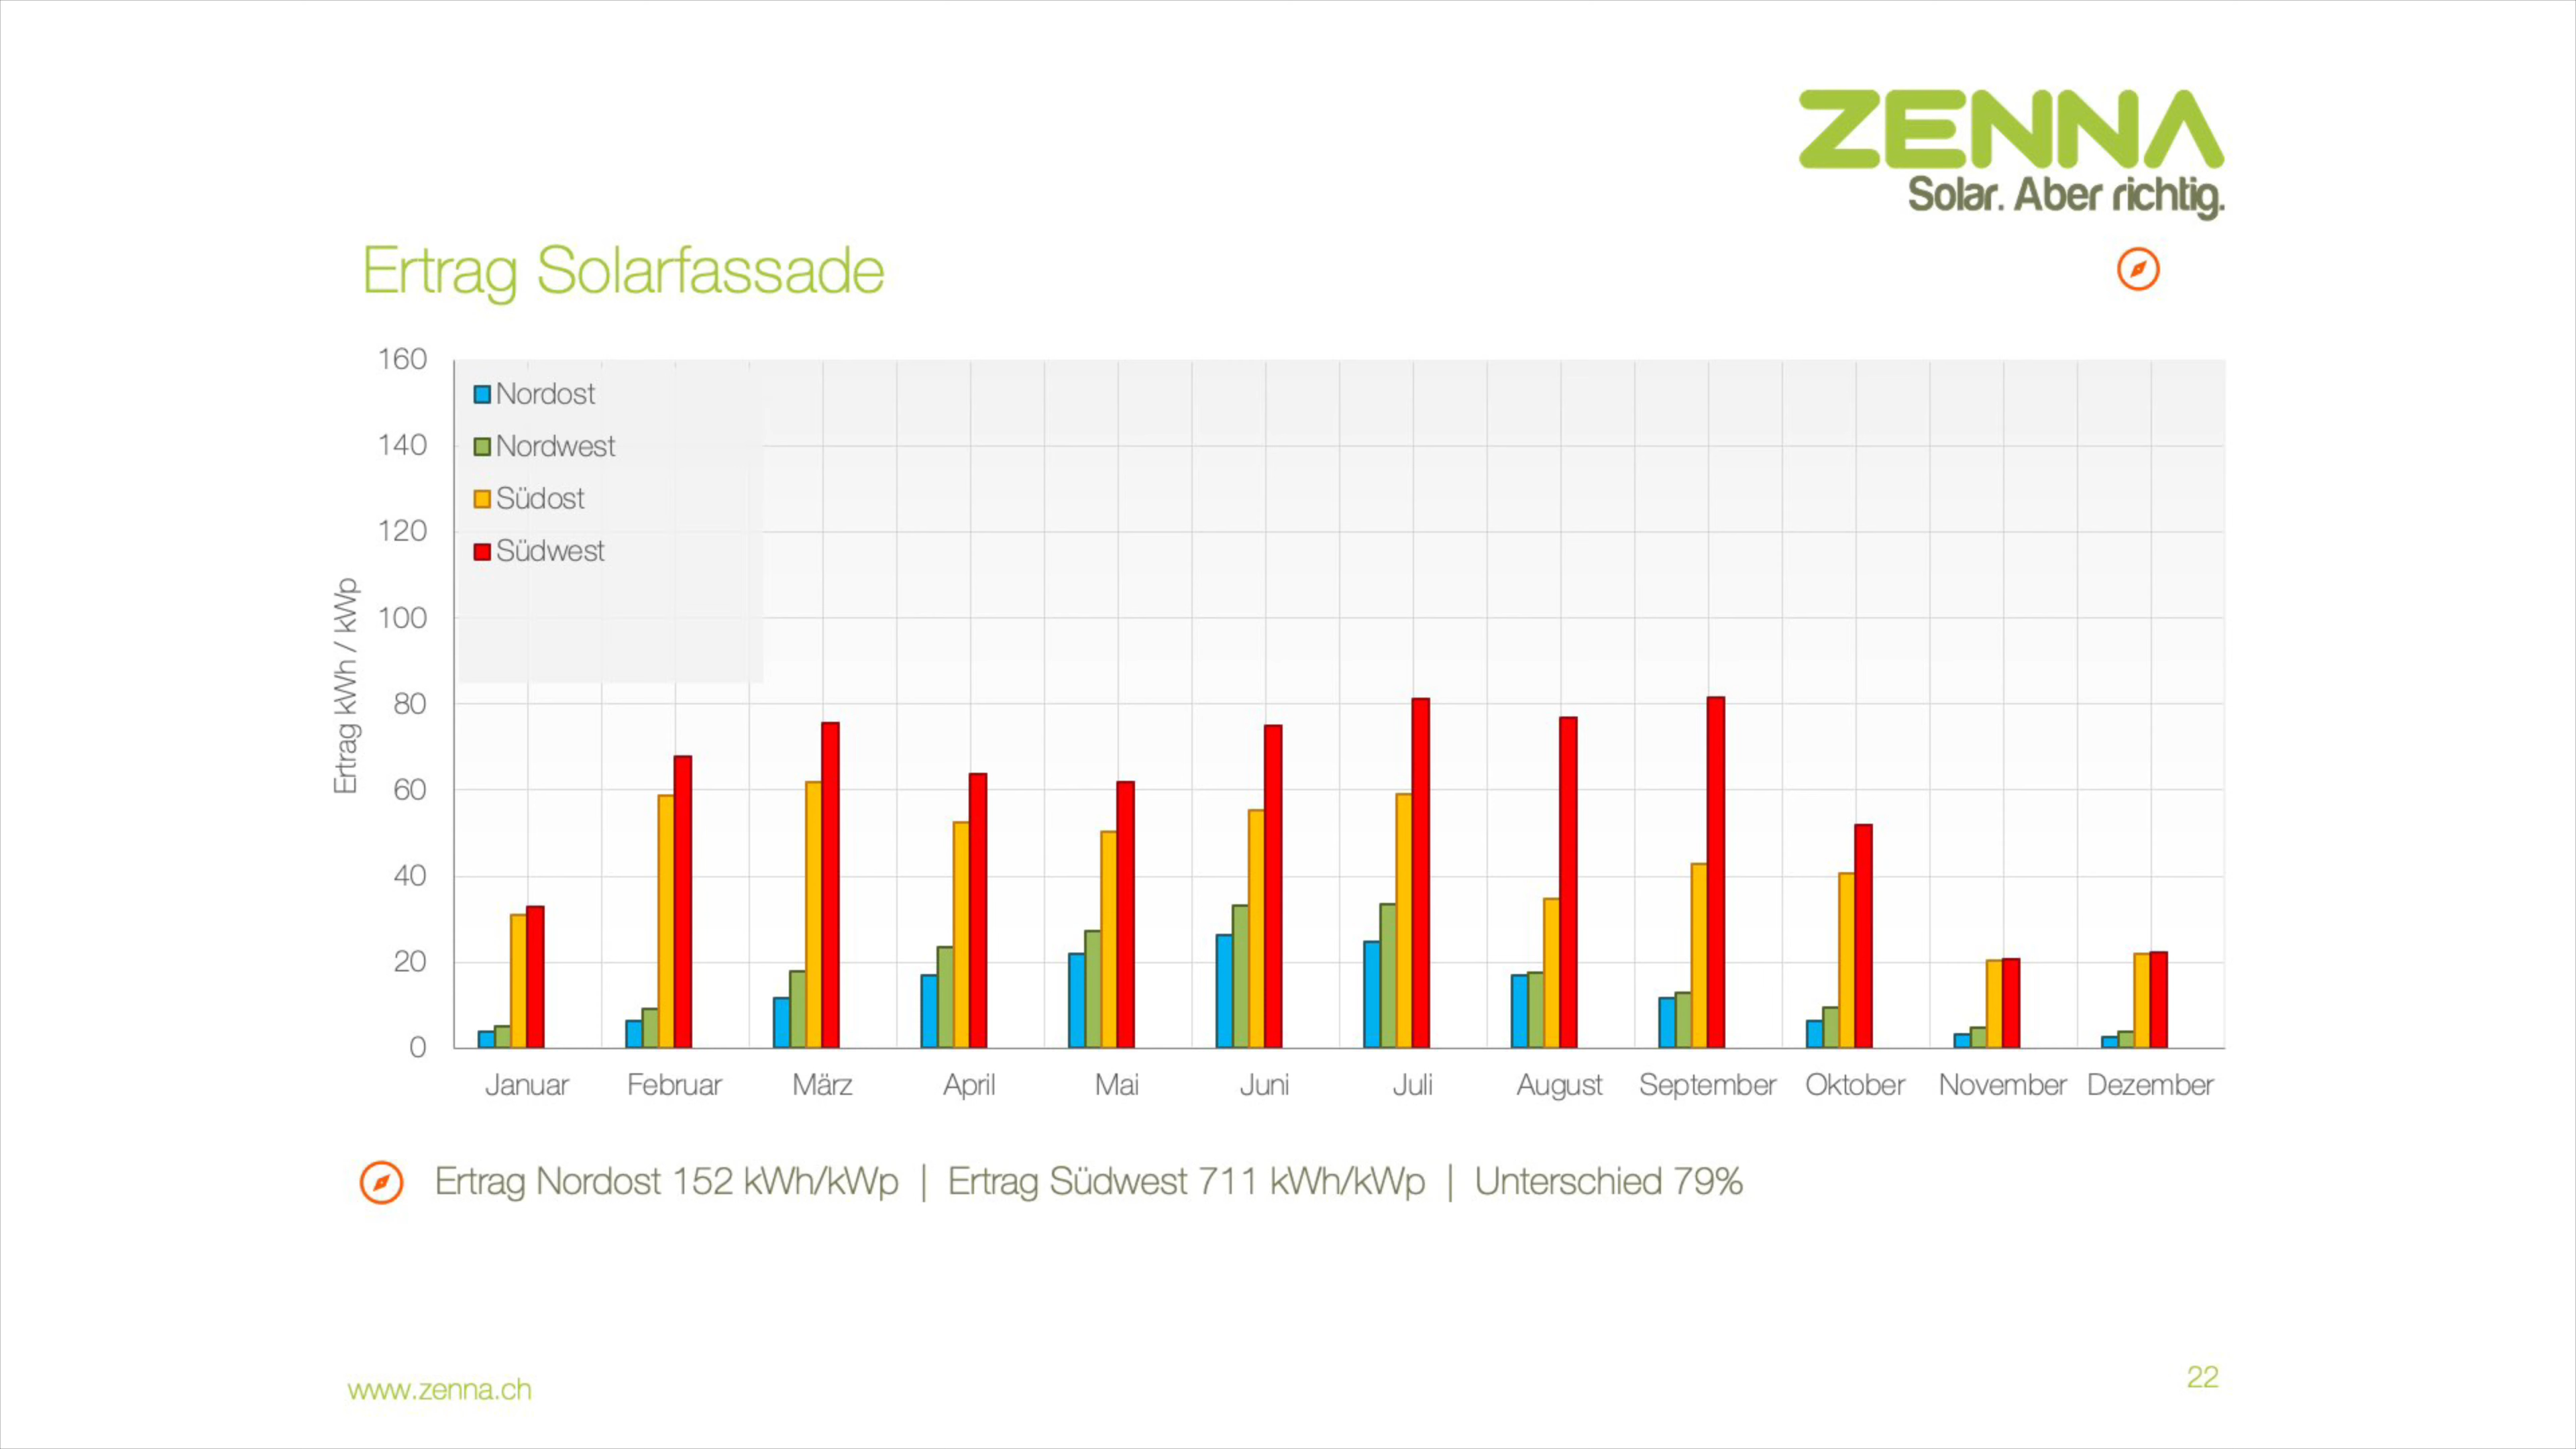 ZENNA
Solar. Aber richtig.
Ertrag Solarfassade
Ertrag kWh / kWp
160
140
120
100
80
60
40
20
0
Nordost
Nordwest
Südost
Südwest
Januar Februar März April Mai Juni Juli August September Oktober November Dezember
Ertrag Nordost 152 kWh/kWp | Ertrag Südwest 711 kWh/kWp | Unterschied 79%
www.zenna.ch
22